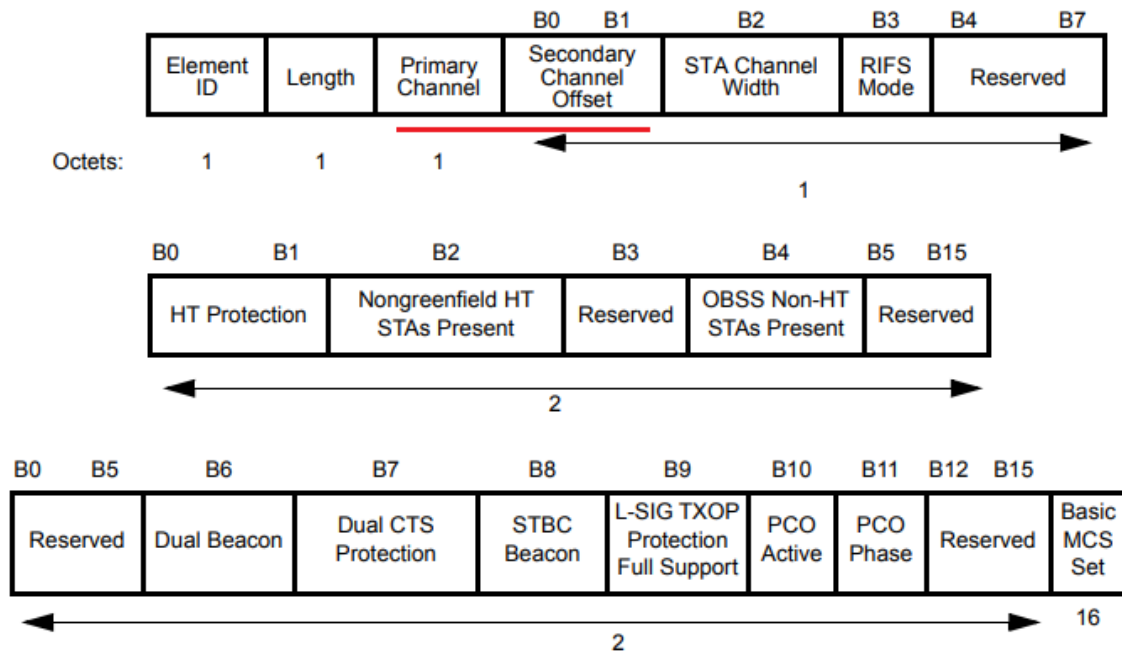 B0 B1 B2 B3 B4 B7
Element ID Length Primary Channel Secondary Channel Offset STA Channel Width RIFS Mode Reserved
Octets: 1 1 1
1
B0 B1 B2 B3 B4 B5 B15
HT Protection Nongreenfield HT STAs Present Reserved OBSS Non-HT STAs Present Reserved
2
B0 B5 B6 B7 B8 B9 B10 B11 B12 B15
Reserved Dual Beacon Dual CTS Protection STBC Beacon L-SIG TXOP Protection Full Support PCO Active PCO Phase Reserved Basic MCS Set
16
2